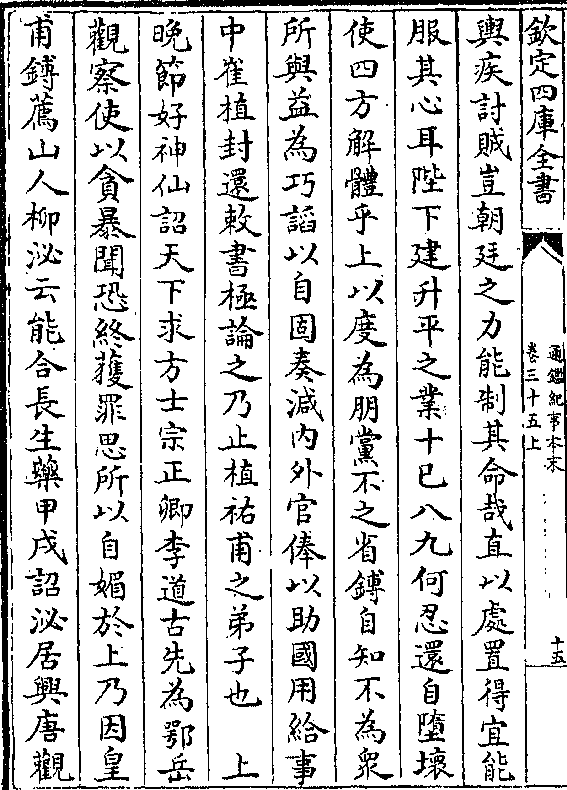 欽定四庫全書
通鑑紀事本末
卷三十五上
十五
輿疾討賊豈朝廷之力能制其命哉直以處置得宜能
服其心耳陛下建升平之業十已八九何忍還自墮壞
使四方解體乎上以度為朋黨不之省鎛自知不為衆
所與益為巧謟以自固奏減內外官俸以助國用給事
中崔植封還敕書極論之乃止植祐甫之弟子也　上
晚節好神仙詔天下求方士宗正卿李道古先為鄂岳
觀察使以貪暴聞恐終獲罪思所以自媚於上乃因皇
甫鎛薦山人柳泌云能合長生藥甲戌詔泌居興唐觀